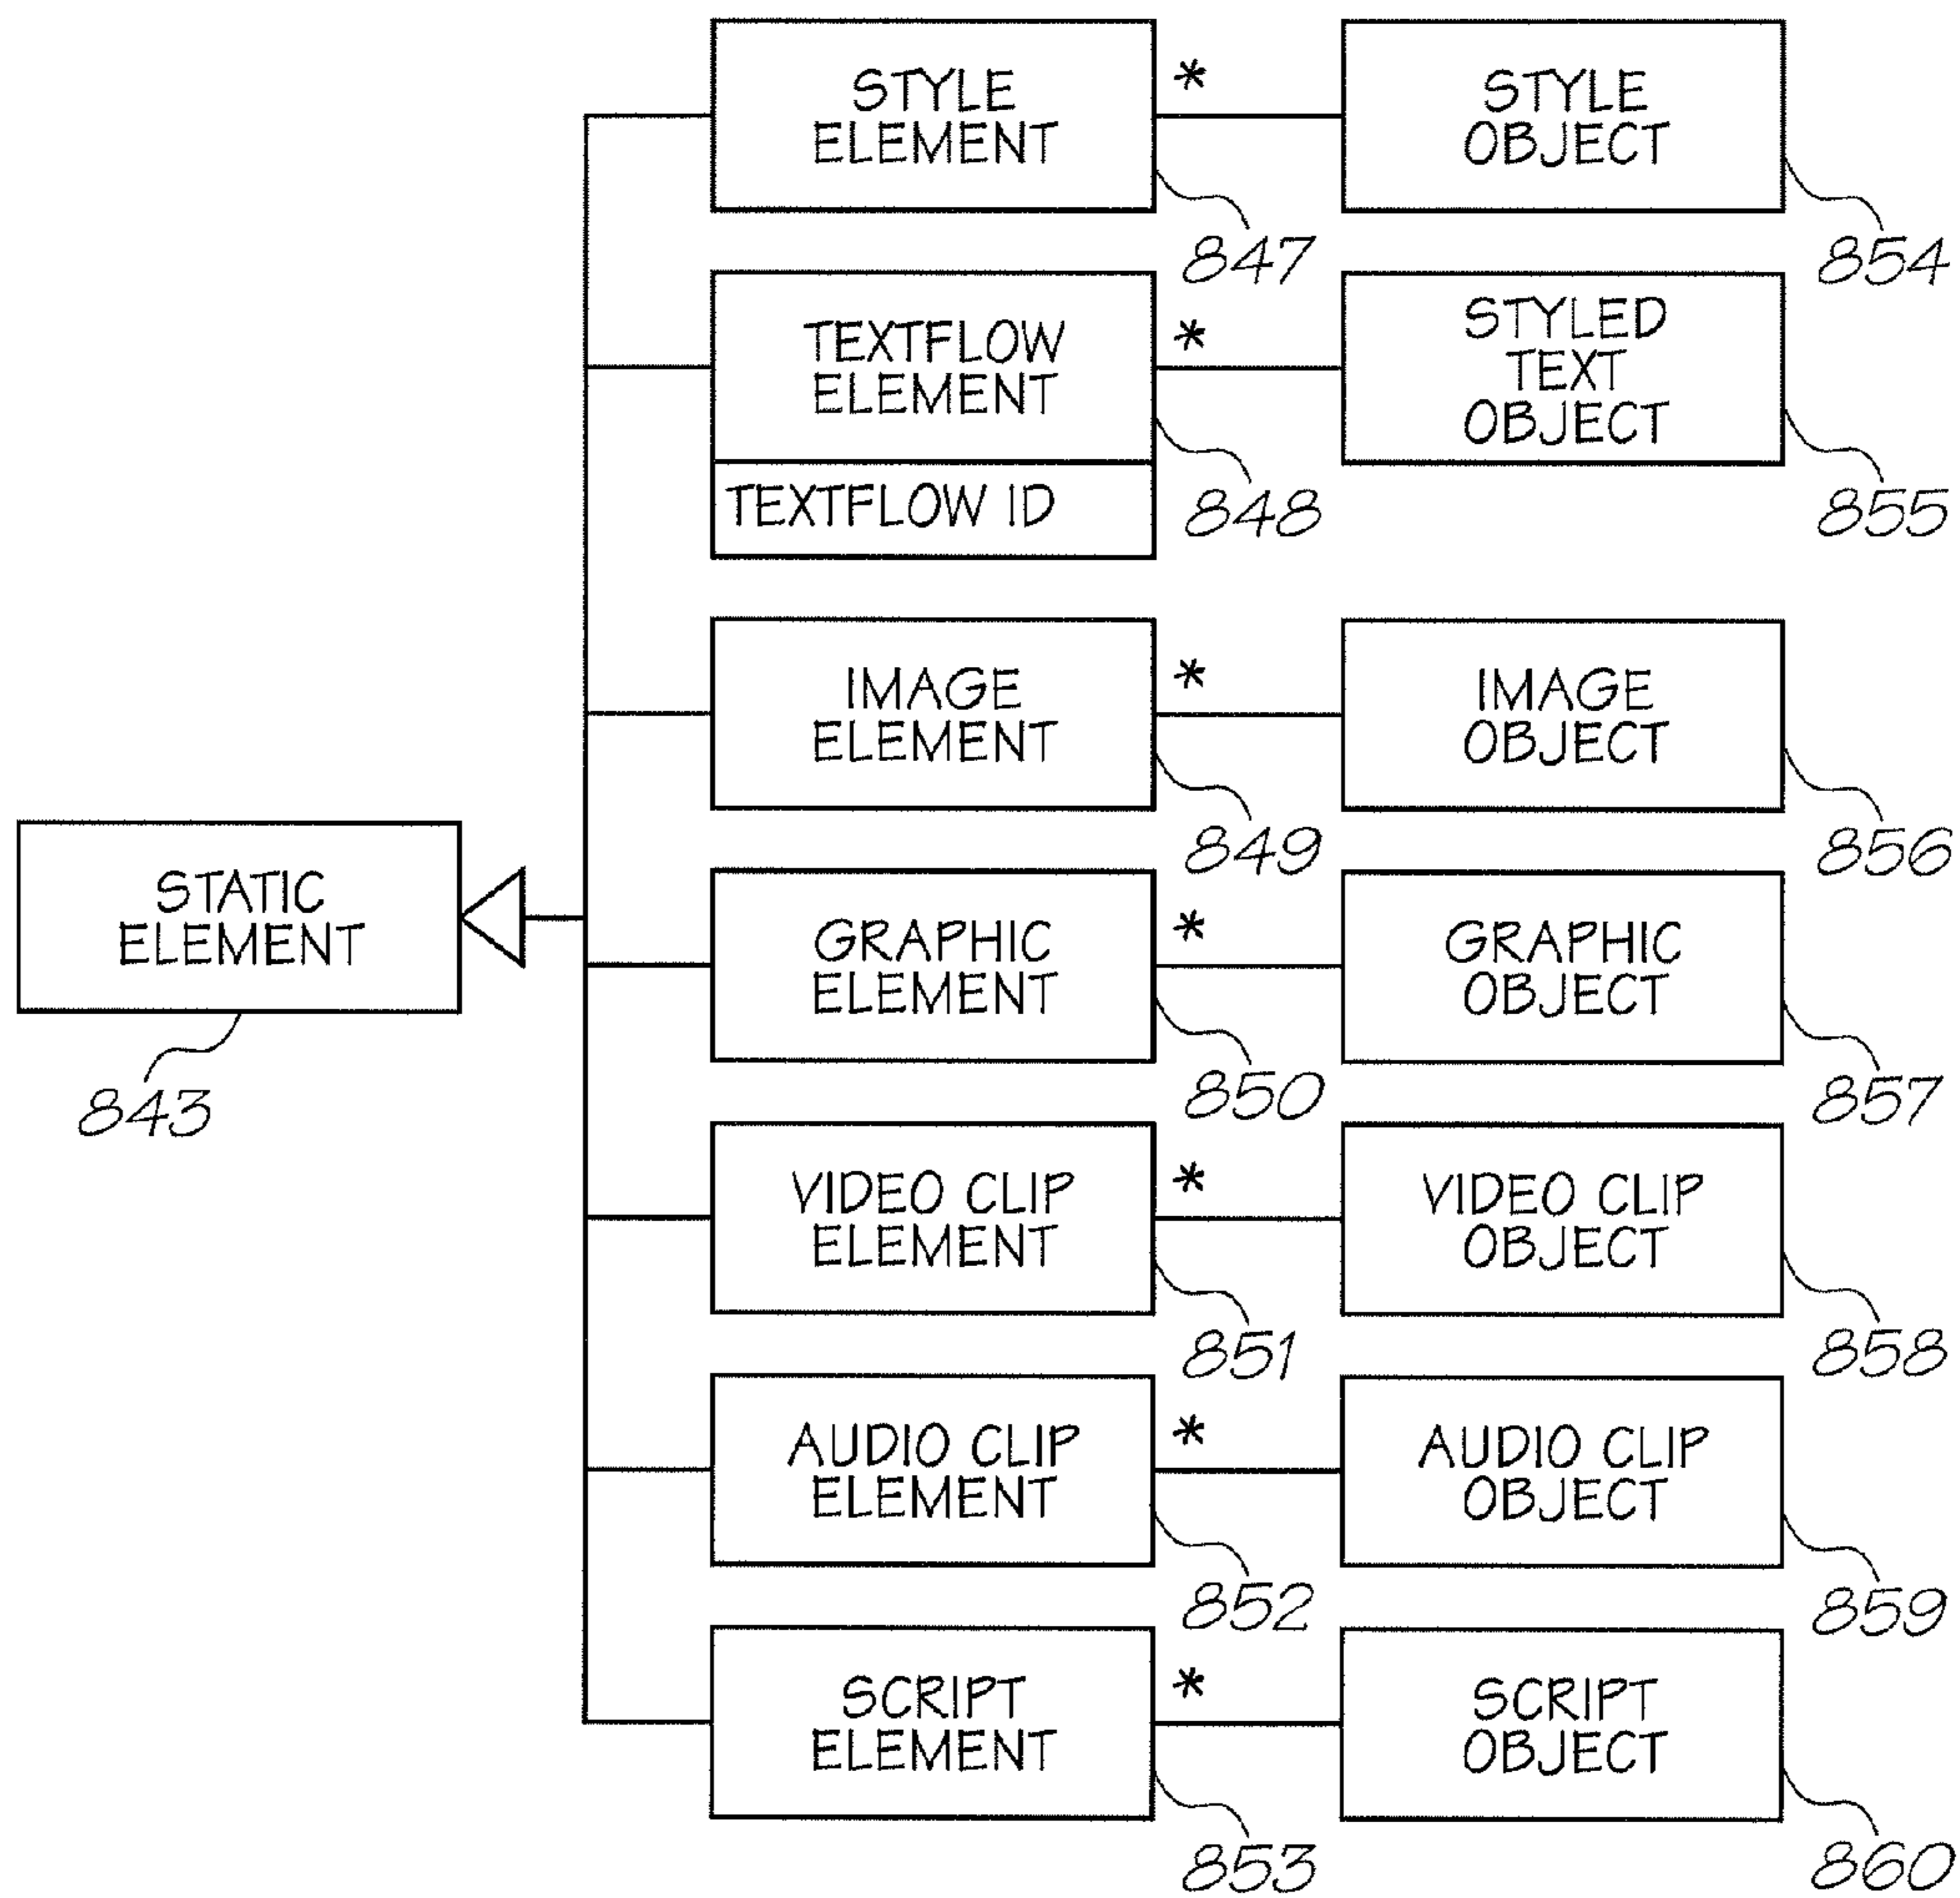 STYLE
ELEMENT
*
STYLE
OBJECT
847
854
TEXTFLOW
ELEMENT
TEXTFLOW ID
*
STYLED
TEXT
OBJECT
848
855
IMAGE
ELEMENT
*
IMAGE
OBJECT
849
856
STATIC
ELEMENT
843
GRAPHIC
ELEMENT
*
GRAPHIC
OBJECT
850
857
VIDEO CLIP
ELEMENT
*
VIDEO CLIP
OBJECT
851
858
AUDIO CLIP
ELEMENT
*
AUDIO CLIP
OBJECT
852
859
SCRIPT
ELEMENT
*
SCRIPT
OBJECT
853
860